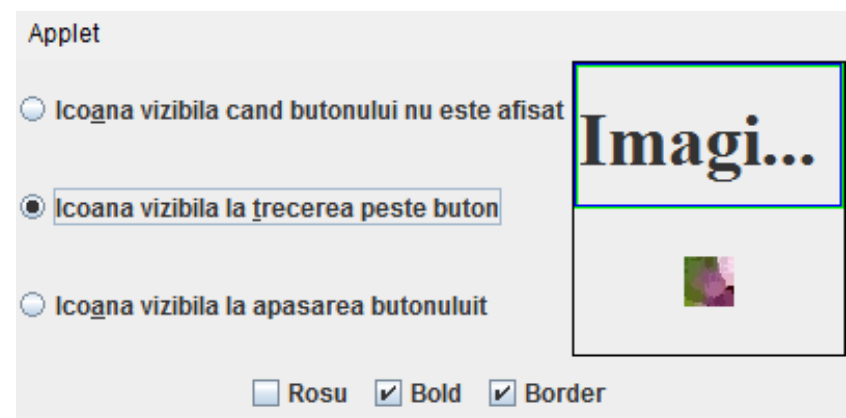 Applet
Icoana vizibila cand butonului nu este afisat
Imagi...
Icoana vizibila la trecerea peste buton
Icoana vizibila la apasarea butonuluit
Rosu Bold Border